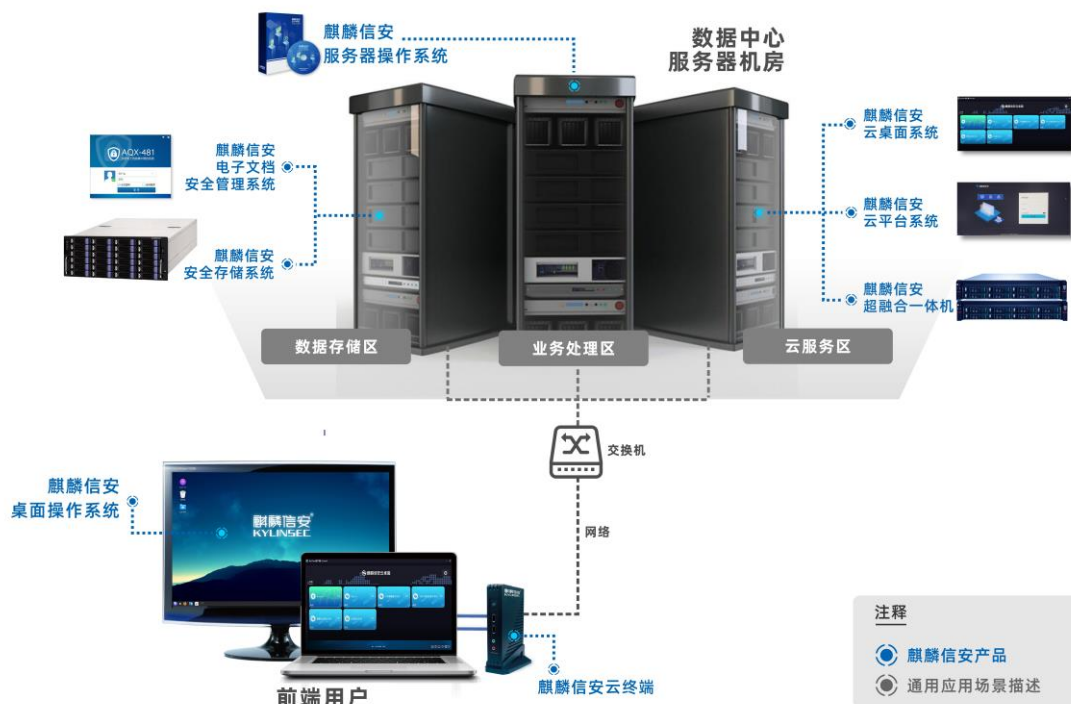 麒麟信安
服务器操作系统
数据中心
服务器机房
麒麟信安
电子文档
安全管理系统
AQX-481
麒麟信安
安全存储系统
麒麟信安
云桌面系统
麒麟信安
云平台系统
麒麟信安
超融合一体机
数据存储区
业务处理区
云服务区
交换机
网络
麒麟信安
桌面操作系统
麒麟信安
KYLINSEC
麒麟信安
KYLINSEC
麒麟信安云终端
前端用户
注释
麒麟信安产品
通用应用场景描述